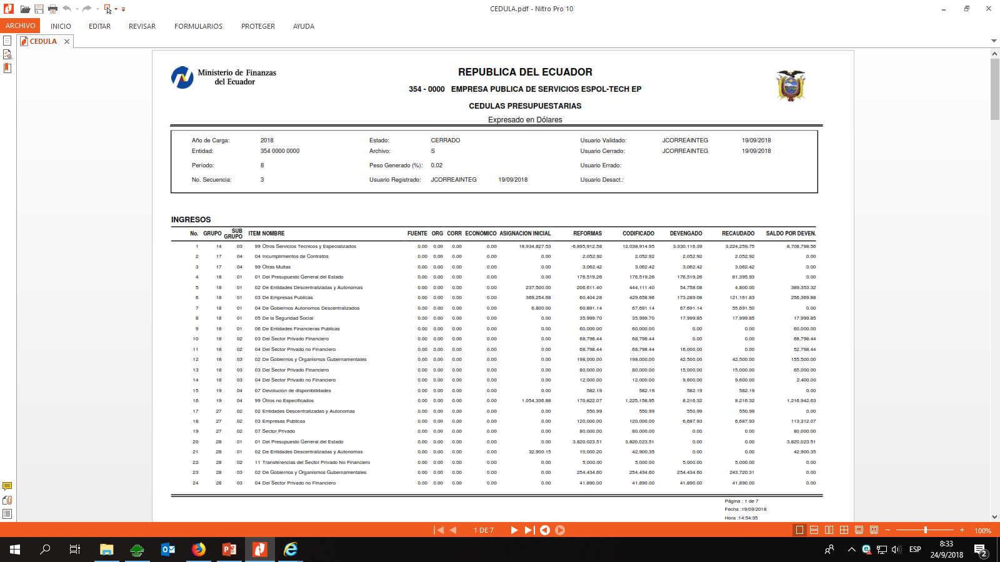 CEDULA.pdf - Nitro Pro 10
ARCHIVO INICIO EDITAR REVISAR FORMULARIOS PROTEGER AYUDA
CEDULA
Ministerio de Finanzas
del Ecuador
REPUBLICA DEL ECUADOR
354 - 0000 EMPRESA PUBLICA DE SERVICIOS ESPOL-TECH EP
CEDULAS PRESUPUESTARIAS
Expresado en Dólares
Año de Carga: 2018 Estado: CERRADO Usuario Validado: JCORREAINTEG 19/09/2018
Entidad: 354 0000 0000 Archivo: S Usuario Cerrado: JCORREAINTEG 19/09/2018
Período: 8 Peso Generado (%): 0.02 Usuario Errado:
No. Secuencia: 3 Usuario Registrado: JCORREAINTEG 19/09/2018 Usuario Desact.:
INGRESOS
No. GRUPO SUB GRUPO ITEM NOMBRE FUENTE ORG CORR ECONÓMICO ASIGNACION INICIAL REFORMAS CODIFICADO DEVENGADO RECAUDADO SALDO POR DEVEN.
1 14 03 99 Otros Servicios Tecnicos y Especializados 0.00 0.00 0.00 0.00 18,934,827.53 -6,895,912.58 12,038,914.95 3,330,116.39 3,224,259.75 8,708,798.56
2 17 04 04 Incumplimientos de Contratos 0.00 0.00 0.00 0.00 0.00 2,052.92 2,052.92 2,052.92 2,052.92 0.00
3 17 04 99 Otras Multas 0.00 0.00 0.00 0.00 0.00 3,062.42 3,062.42 3,062.42 3,062.42 0.00
4 18 01 01 Del Presupuesto General del Estado 0.00 0.00 0.00 0.00 0.00 176,519.26 176,519.26 176,519.26 81,395.93 0.00
5 18 01 02 De Entidades Descentralizadas y Autonomas 0.00 0.00 0.00 0.00 237,500.00 206,611.40 444,111.40 54,758.08 4,800.00 389,353.32
6 18 01 03 De Empresas Publicas 0.00 0.00 0.00 0.00 369,254.68 60,404.28 429,658.96 173,289.08 121,161.83 256,369.88
7 18 01 04 De Gobiernos Autonomos Descentralizados 0.00 0.00 0.00 0.00 6,800.00 60,891.14 67,691.14 67,691.14 55,691.50 0.00
8 18 01 05 De la Seguridad Social 0.00 0.00 0.00 0.00 0.00 35,999.70 35,999.70 17,999.85 17,999.85 17,999.85
9 18 01 06 De Entidades Financieras Publicas 0.00 0.00 0.00 0.00 0.00 60,000.00 60,000.00 0.00 0.00 60,000.00
10 18 02 03 Del Sector Privado Financiero 0.00 0.00 0.00 0.00 0.00 68,798.44 68,798.44 0.00 0.00 68,798.44
11 18 02 04 Del Sector Privado no Financiero 0.00 0.00 0.00 0.00 0.00 68,798.44 68,798.44 16,000.00 0.00 52,798.44
12 18 03 02 De Gobiernos y Organismos Gubernamentales 0.00 0.00 0.00 0.00 0.00 198,000.00 198,000.00 42,500.00 42,500.00 155,500.00
13 18 03 03 Del Sector Privado Financiero 0.00 0.00 0.00 0.00 0.00 80,000.00 80,000.00 15,000.00 15,000.00 65,000.00
14 18 03 04 Del Sector Privado no Financiero 0.00 0.00 0.00 0.00 0.00 12,000.00 12,000.00 9,600.00 9,600.00 2,400.00
15 19 04 07 Devolucion de disponibilidades 0.00 0.00 0.00 0.00 0.00 582.19 582.19 582.19 582.19 0.00
16 19 04 99 Otros no Especificados 0.00 0.00 0.00 0.00 1,054,336.88 170,822.07 1,225,158.95 8,216.32 8,216.32 1,216,942.63
17 27 02 02 Entidades Descentralizadas y Autonomas 0.00 0.00 0.00 0.00 0.00 550.99 550.99 550.99 550.99 0.00
18 27 02 03 Empresas Publicas 0.00 0.00 0.00 0.00 0.00 120,000.00 120,000.00 6,687.93 6,687.93 113,312.07
19 27 02 07 Sector Privado 0.00 0.00 0.00 0.00 0.00 80,000.00 80,000.00 0.00 0.00 80,000.00
20 28 01 01 Del Presupuesto General del Estado 0.00 0.00 0.00 0.00 0.00 3,820,023.51 3,820,023.51 0.00 0.00 3,820,023.51
21 28 01 02 De Entidades Descentralizadas y Autonomas 0.00 0.00 0.00 0.00 32,900.15 10,000.20 42,900.35 0.00 0.00 42,900.35
22 28 02 11 Transferencias del Sector Privado No Financiero 0.00 0.00 0.00 0.00 0.00 5,000.00 5,000.00 5,000.00 5,000.00 0.00
23 28 03 02 De Gobiernos y Organismos Gubernamentales 0.00 0.00 0.00 0.00 0.00 254,434.60 254,434.60 254,434.60 243,720.31 0.00
24 28 03 04 Del Sector Privado no Financiero 0.00 0.00 0.00 0.00 0.00 41,890.00 41,890.00 41,890.00 41,890.00 0.00
Página : 1 de 7
Fecha :19/09/2018
Hora :14:54:35
1 DE 7
100%
ESP
8:33
24/9/2018
2